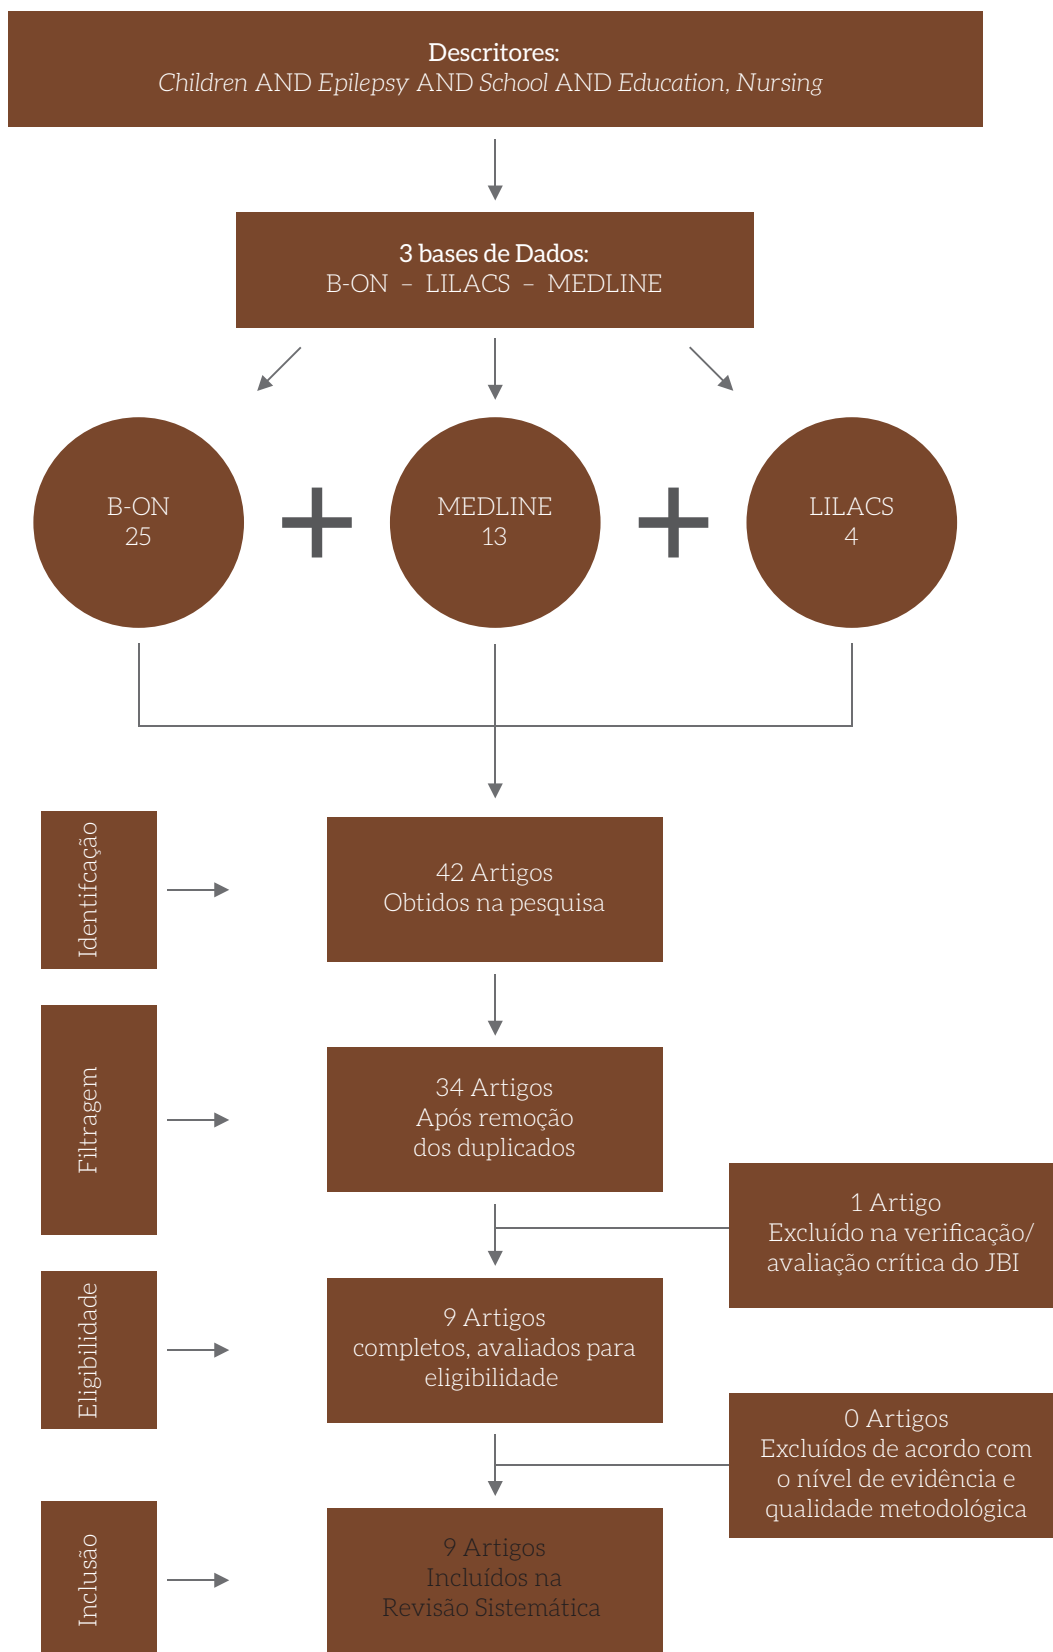 Descritores:
Children AND Epilepsy AND School AND Education, Nursing
3 bases de Dados:
B-ON – LILACS – MEDLINE
B-ON
25
+
MEDLINE
13
+
LILACS
4
Identifcação
42 Artigos
Obtidos na pesquisa
Filtragem
34 Artigos
Após remoção
dos duplicados
1 Artigo
Excluído na verificação/
avaliação crítica do JBI
Eligibilidade
9 Artigos
completos, avaliados para
eligibilidade
0 Artigos
Excluídos de acordo com
o nível de evidência e
qualidade metodológica
Inclusão
9 Artigos
Incluídos na
Revisão Sistemática